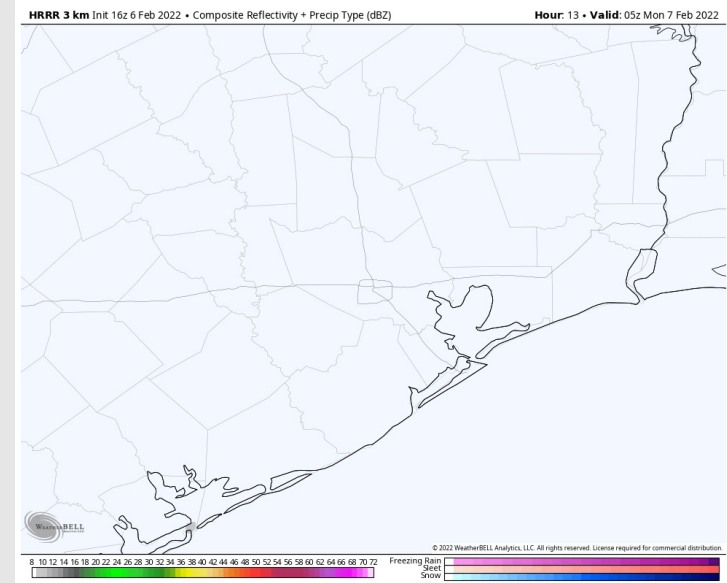 HRRR 3 km Init 16z 6 Feb 2022 • Composite Reflectivity + Precip Type (dBZ)
Hour: 13 • Valid: 05z Mon 7 Feb 2022
WEATHERBELL
© 2022 WeatherBELL Analytics, LLC. All rights reserved. License required for commercial distribution.
8 10 12 14 16 18 20 22 24 26 28 30 32 34 36 38 40 42 44 46 48 50 52 54 56 58 60 62 64 66 68 70 72
Freezing Rain
Sleet
Snow